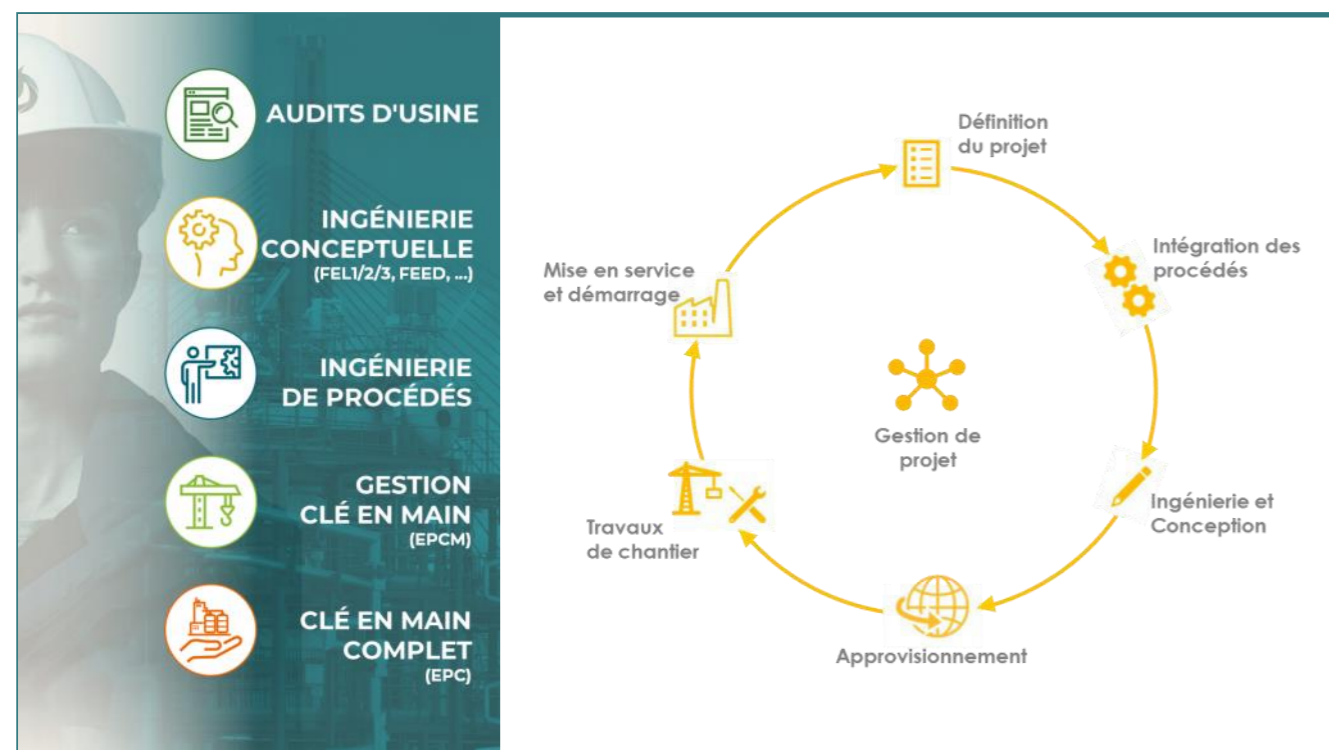 AUDITS D'USINE
INGÉNIERIE
CONCEPTUELLE
(FEL1/2/3, FEED, ...)
INGÉNIERIE
DE PROCÉDÉS
GESTION
CLÉ EN MAIN
(EPCM)
CLÉ EN MAIN
COMPLET
(EPC)
Définition
du projet
Intégration des
procédés
Ingénierie et
Conception
Approvisionnement
Travaux
de chantier
Mise en service
et démarrage
Gestion de
projet